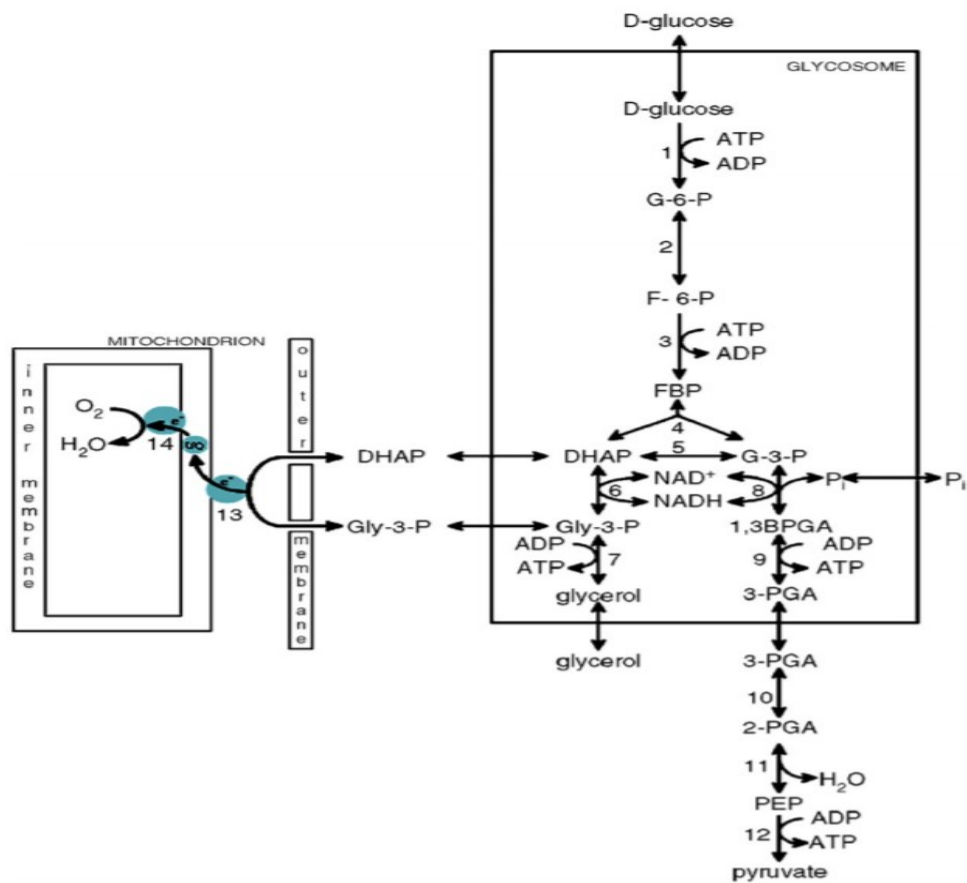 D-glucose
GLYCOSOME
D-glucose
1
ATP
ADP
G-6-P
2
F- 6-P
3
ATP
ADP
FBP
4
MITOCHONDRION
inner membrane
outer membrane
O2
H2O
14
e-
e-
13
DHAP
DHAP
5
G-3-P
NAD+
NADH
6
8
Pi
Pi
Gly-3-P
Gly-3-P
1,3BPGA
ADP
ATP
7
9
ADP
ATP
glycerol
3-PGA
glycerol
3-PGA
10
2-PGA
11
H2O
PEP
12
ADP
ATP
pyruvate